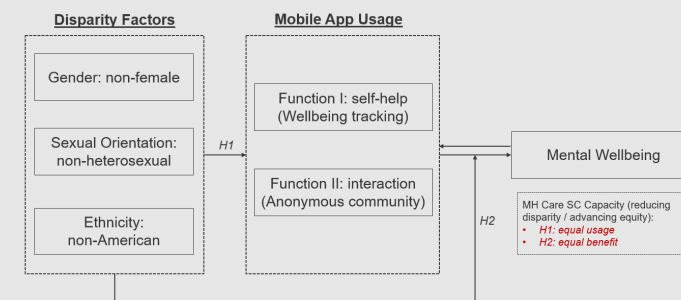 Disparity Factors
Mobile App Usage
Gender: non-female
Sexual Orientation:
non-heterosexual
Ethnicity:
non-American
H1
Function I: self-help
(Wellbeing tracking)
Function II: interaction
(Anonymous community)
Mental Wellbeing
H2
MH Care SC Capacity (reducing
disparity / advancing equity):
• H1: equal usage
• H2: equal benefit